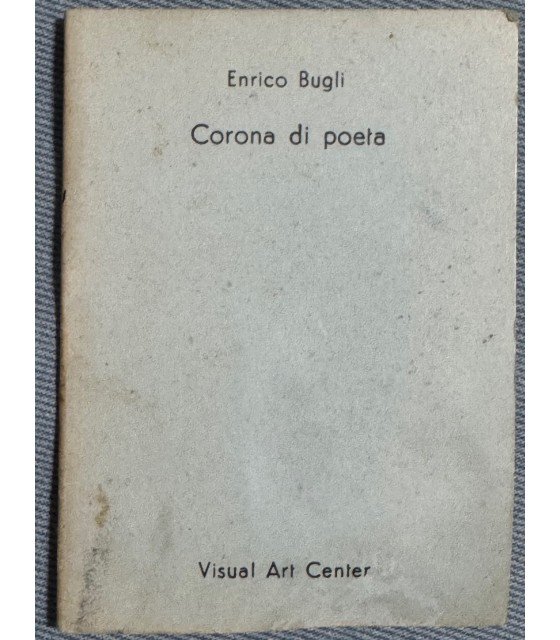 Enrico Bugli
Corona di poeta
Visual Art Center